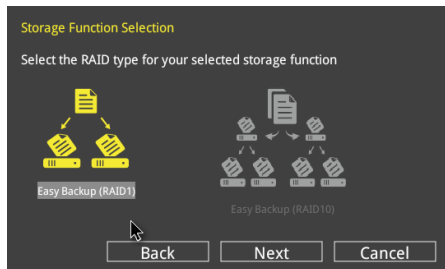 Storage Function Selection
Select the RAID type for your selected storage function
Easy Backup (RAID1)
Easy Backup (RAID10)
Back
Next
Cancel